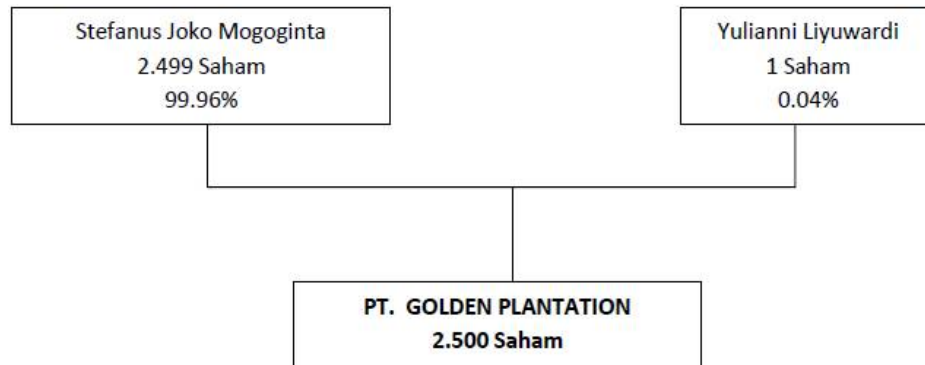 Stefanus Joko Mogoginta
2.499 Saham
99.96%
Yulianni Liyuwardi
1 Saham
0.04%
PT. GOLDEN PLANTATION
2.500 Saham